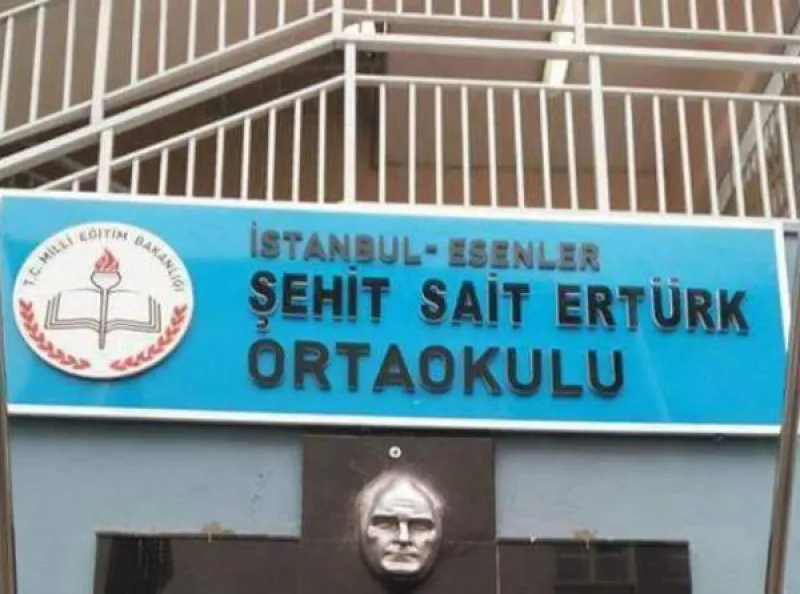 T.C. MİLLİ EĞİTİM BAKANLIĞI
İSTANBUL - ESENLER
ŞEHİT SAİT ERTÜRK
ORTAOKULU